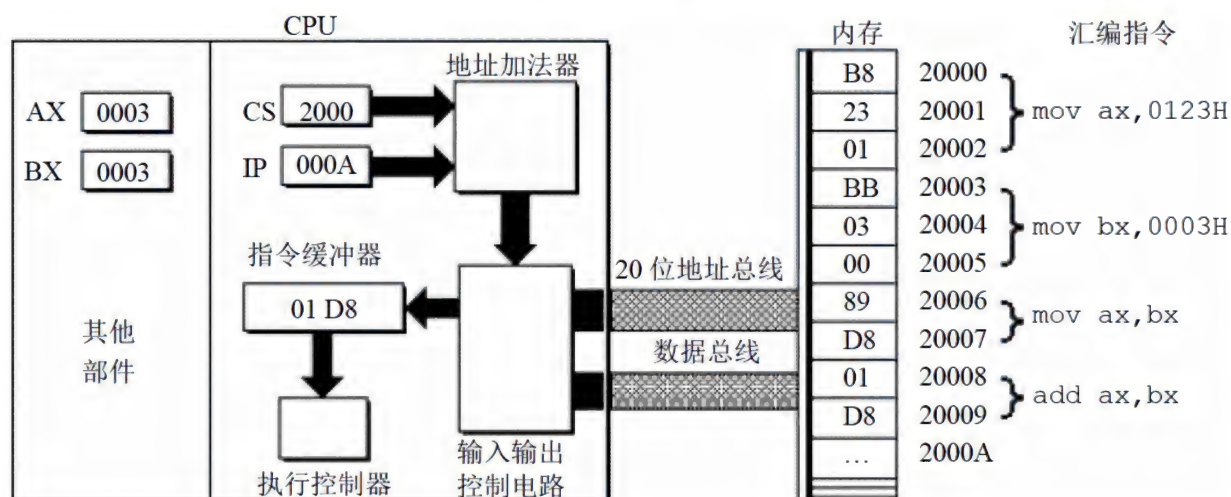 CPU
内存
汇编指令
地址加法器
AX 0003
BX 0003
CS 2000
IP 000A
指令缓冲器
01 D8
其他
部件
执行控制器
输入输出
控制电路
20 位地址总线
数据总线
B8 20000
23 20001 mov ax,0123H
01 20002
BB 20003
03 20004 mov bx,0003H
00 20005
89 20006
mov ax,bx
D8 20007
01 20008
add ax,bx
D8 20009
… 2000A